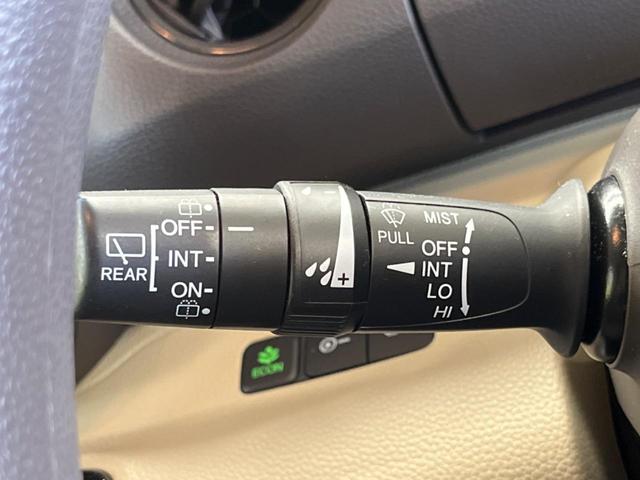 OFF
INT
ON
REAR
+
PULL
MIST
OFF
INT
LO
HI
ECON